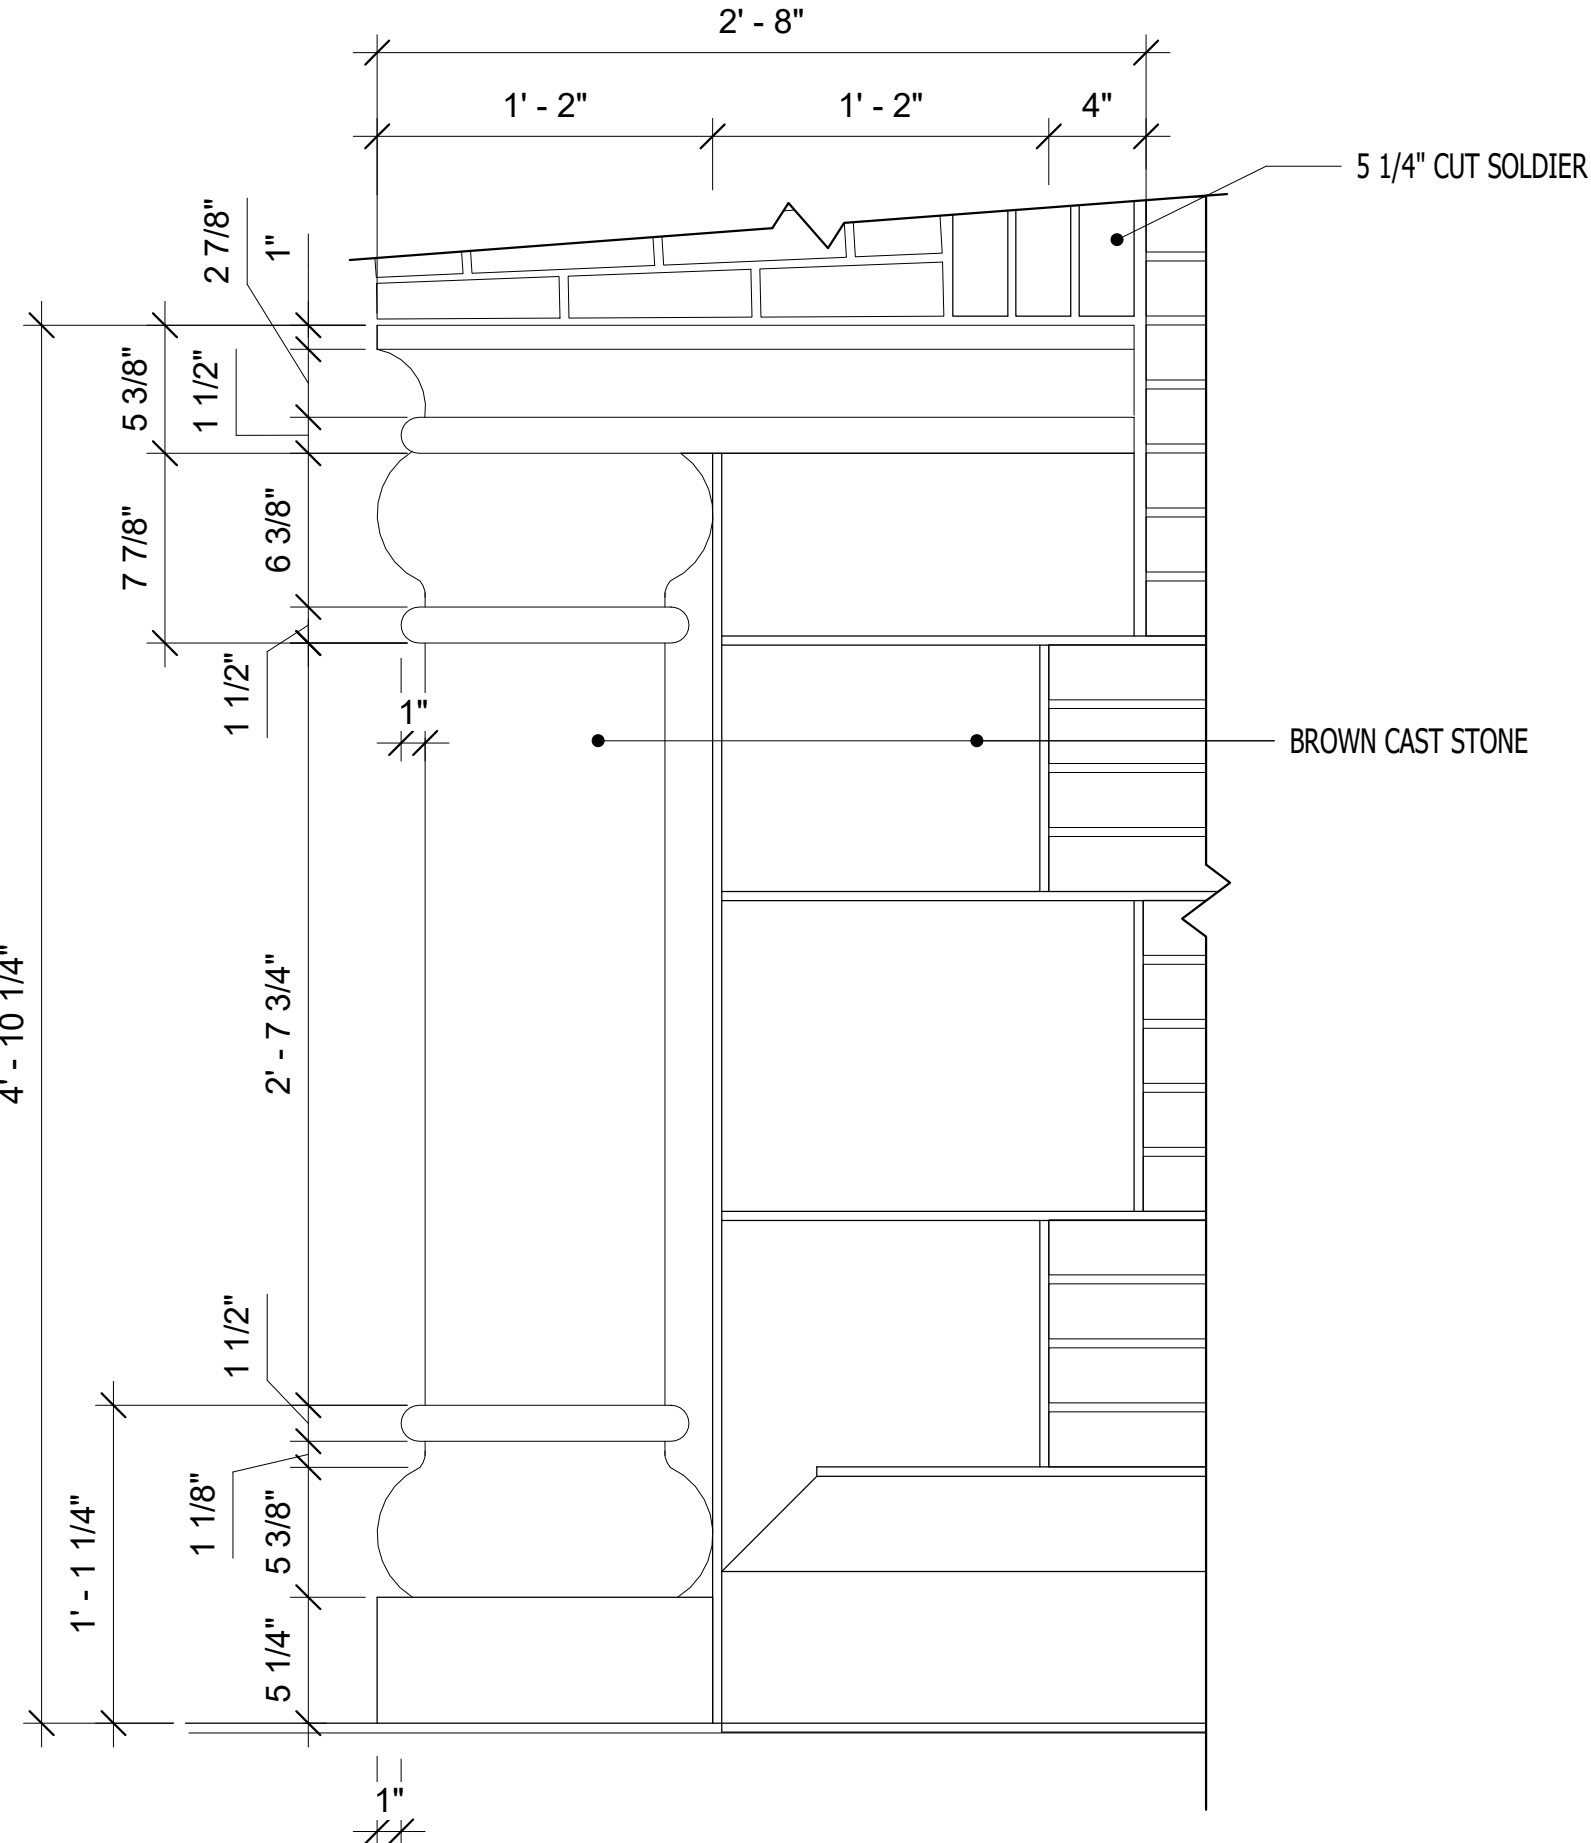 2' - 8"
1' - 2"
1' - 2"
4"
5 1/4" CUT SOLDIER
2 7/8"
1"
5 3/8"
1 1/2"
7 7/8"
6 3/8"
1 1/2"
1"
BROWN CAST STONE
4' - 10 1/4"
2' - 7 3/4"
1 1/2"
1' - 1 1/4"
1 1/8"
5 3/8"
5 1/4"
1"